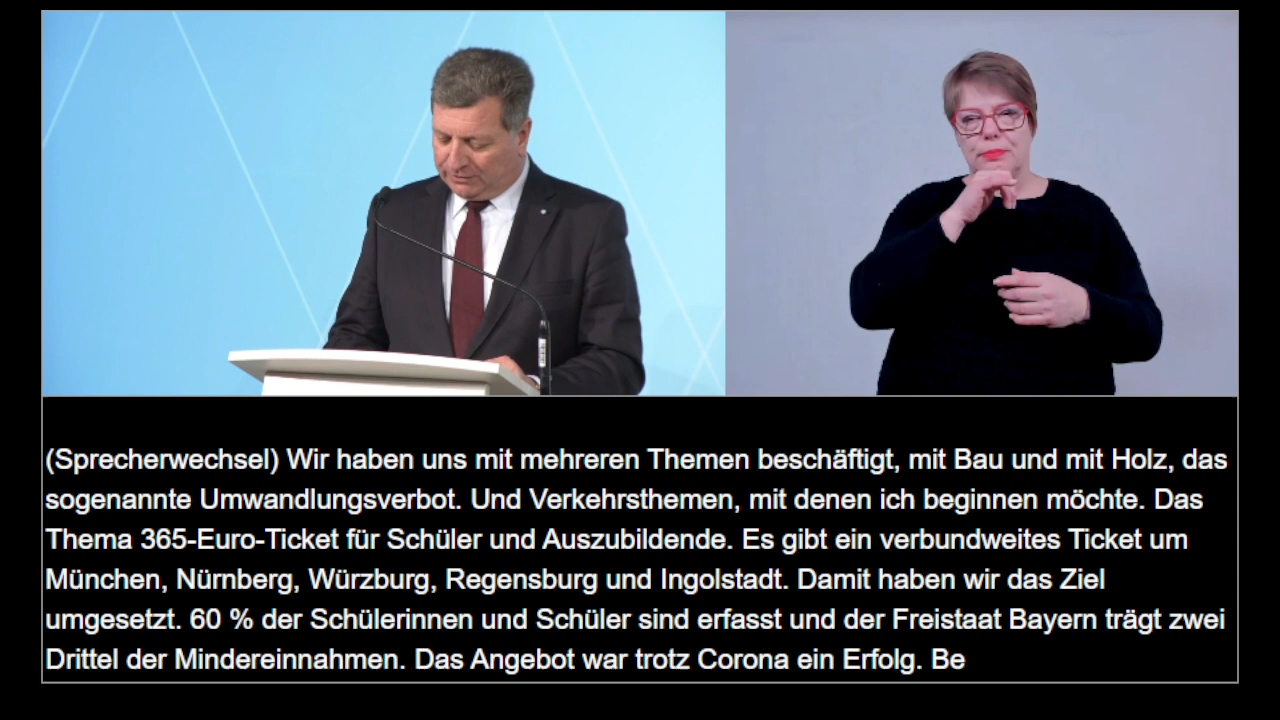 (Sprecherwechsel) Wir haben uns mit mehreren Themen beschäftigt, mit Bau und mit Holz, das
sogenannte Umwandlungsverbot. Und Verkehrsthemen, mit denen ich beginnen möchte. Das
Thema 365-Euro-Ticket für Schüler und Auszubildende. Es gibt ein verbundweites Ticket um
München, Nürnberg, Würzburg, Regensburg und Ingolstadt. Damit haben wir das Ziel
umgesetzt. 60 % der Schülerinnen und Schüler sind erfasst und der Freistaat Bayern trägt zwei
Drittel der Mindereinnahmen. Das Angebot war trotz Corona ein Erfolg. Be